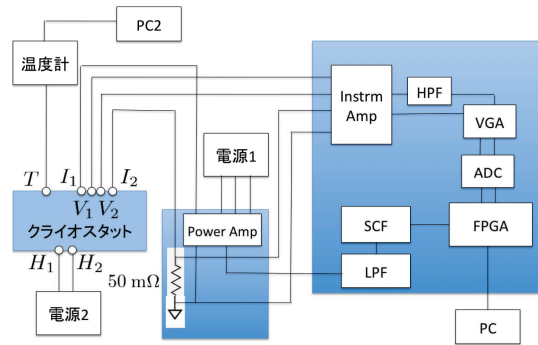 PC2
温度計
Instrm
Amp
HPF
VGA
電源1
ADC
T
I₁
I₂
V₁
V₂
クライオスタット
Power Amp
SCF
FPGA
H₁
H₂
50 mΩ
LPF
電源2
PC